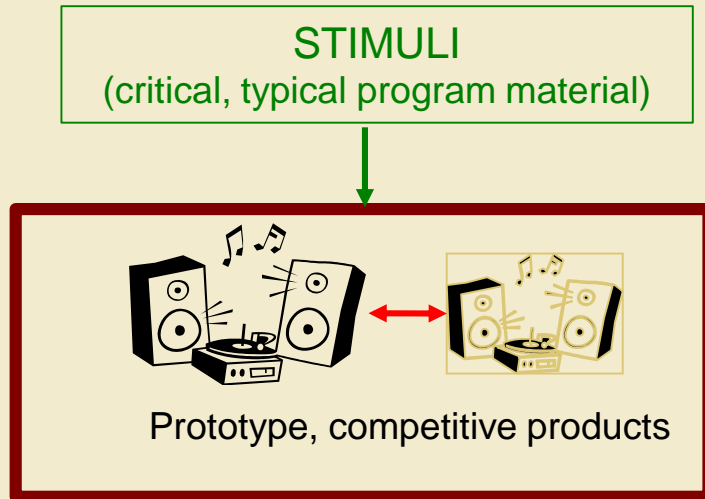 STIMULI
(critical, typical program material)
Prototype, competitive products